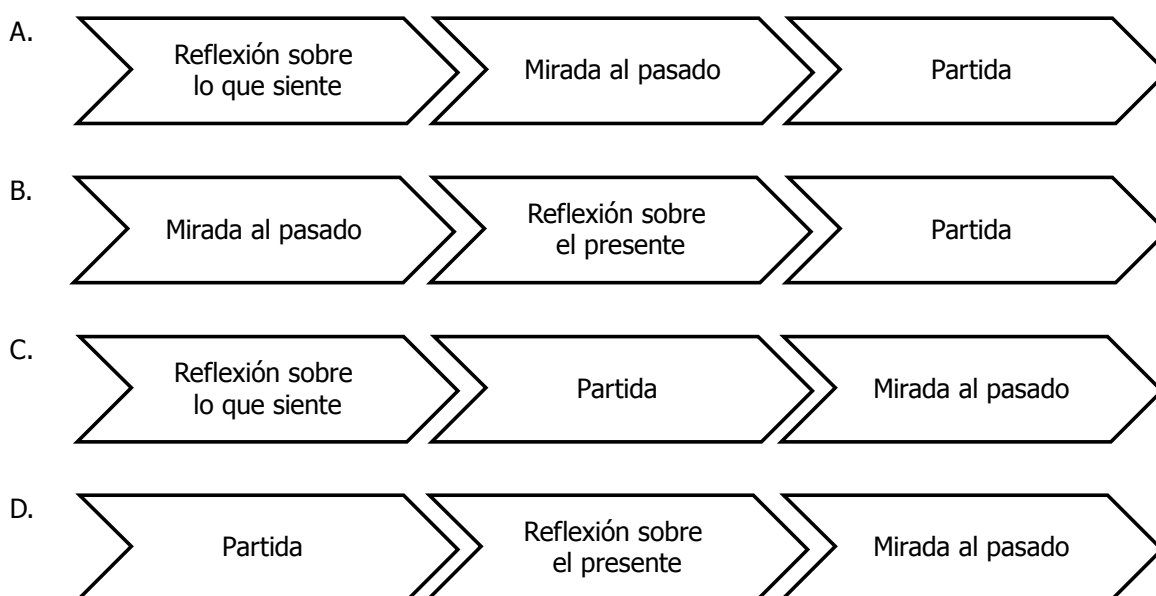 A.
Reflexión sobre
lo que siente
Mirada al pasado
Partida
B.
Mirada al pasado
Reflexión sobre
el presente
Partida
C.
Reflexión sobre
lo que siente
Partida
Mirada al pasado
D.
Partida
Reflexión sobre
el presente
Mirada al pasado